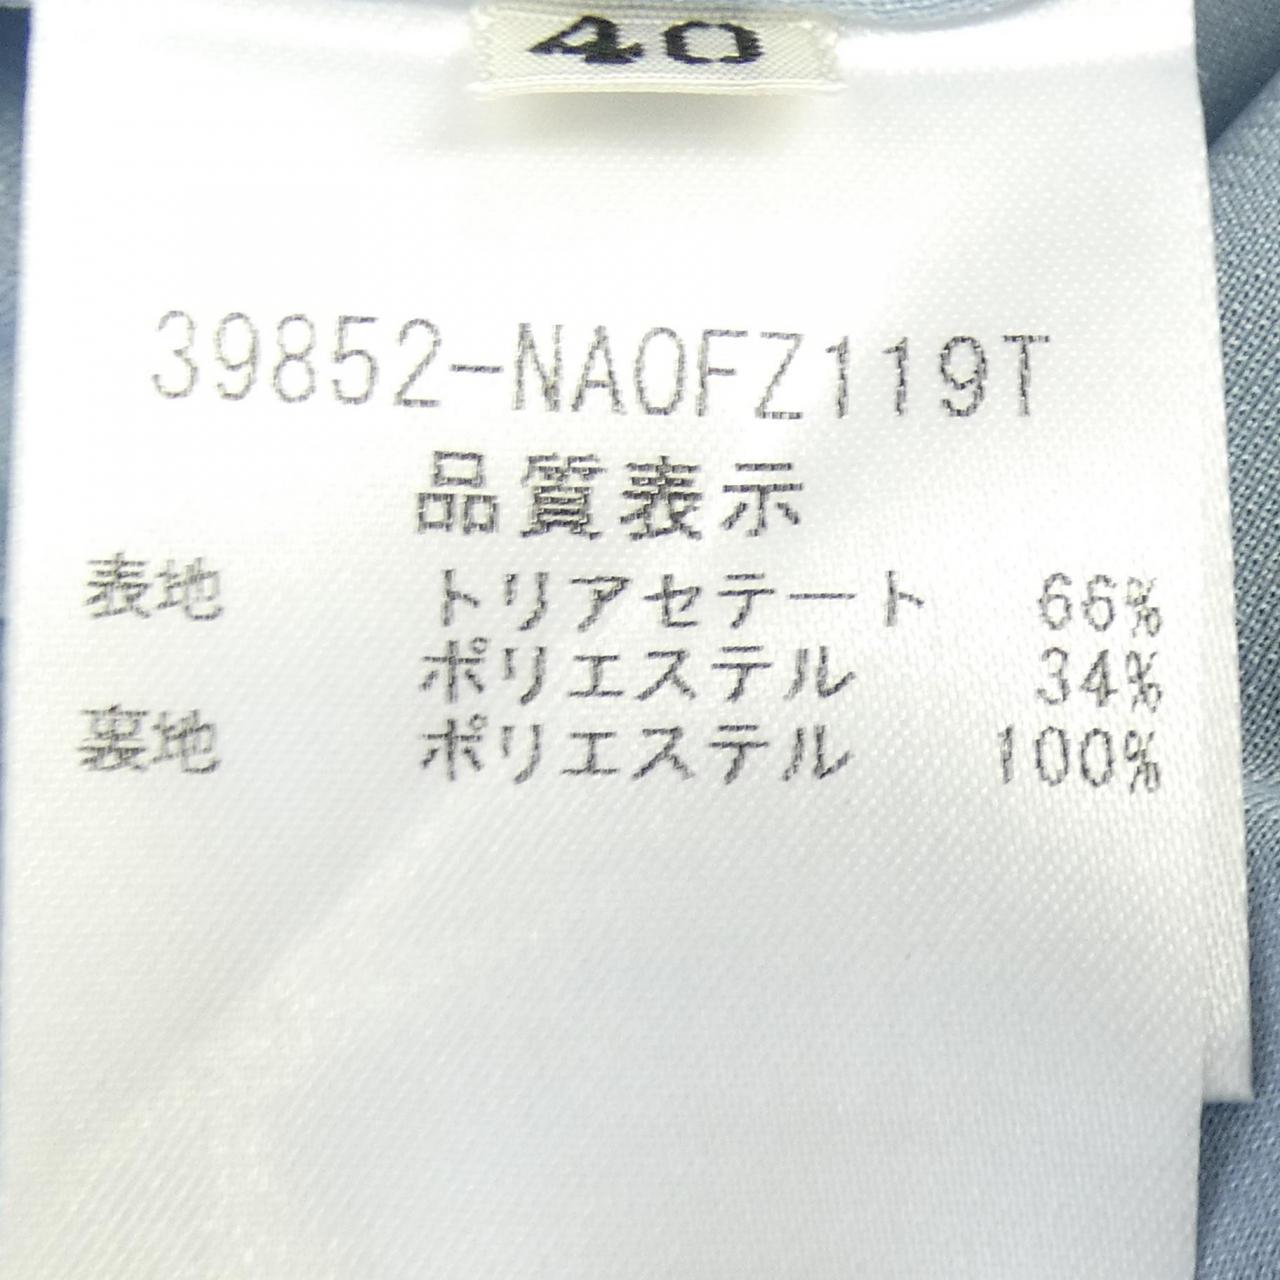 40
39852-NA0FZ119T
品質表示
表地 トリアセテート 66%
ポリエステル 34%
裏地 ポリエステル 100%